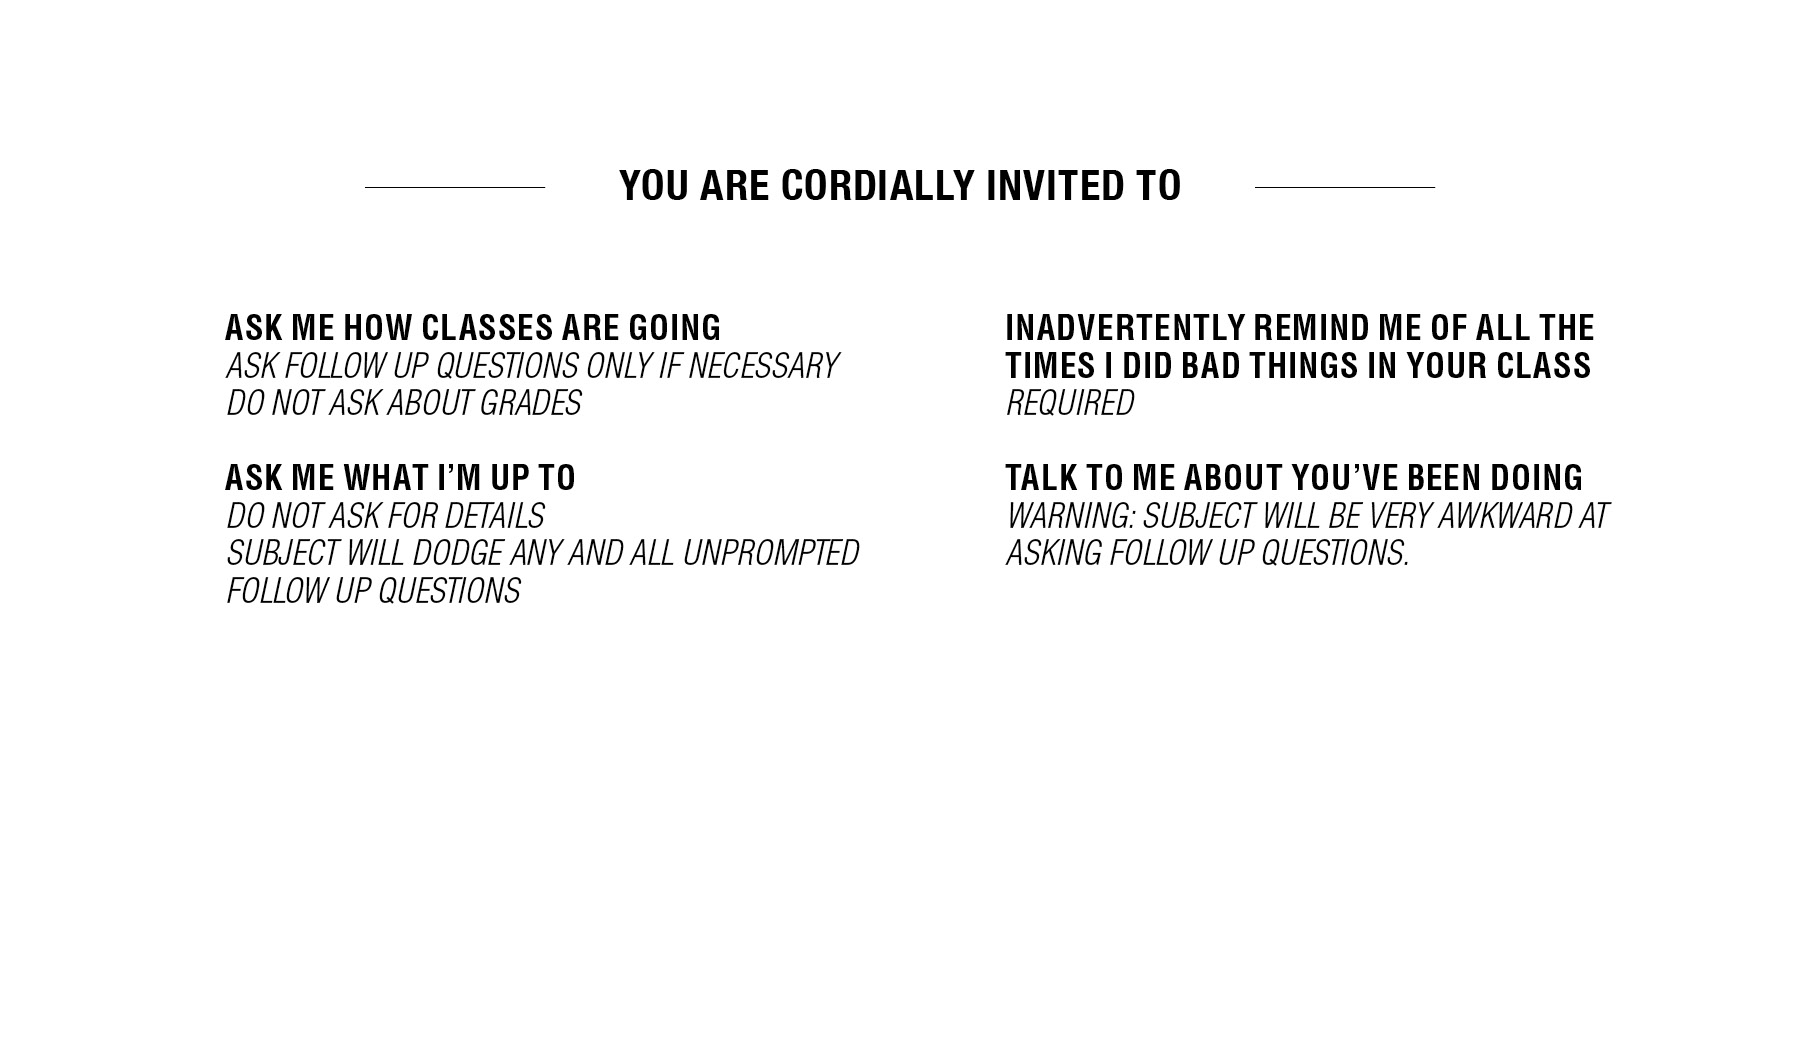 YOU ARE CORDIALLY INVITED TO
ASK ME HOW CLASSES ARE GOING
ASK FOLLOW UP QUESTIONS ONLY IF NECESSARY
DO NOT ASK ABOUT GRADES
ASK ME WHAT I’M UP TO
DO NOT ASK FOR DETAILS
SUBJECT WILL DODGE ANY AND ALL UNPROMPTED
FOLLOW UP QUESTIONS
INADVERTENTLY REMIND ME OF ALL THE
TIMES I DID BAD THINGS IN YOUR CLASS
REQUIRED
TALK TO ME ABOUT YOU’VE BEEN DOING
WARNING: SUBJECT WILL BE VERY AWKWARD AT
ASKING FOLLOW UP QUESTIONS.